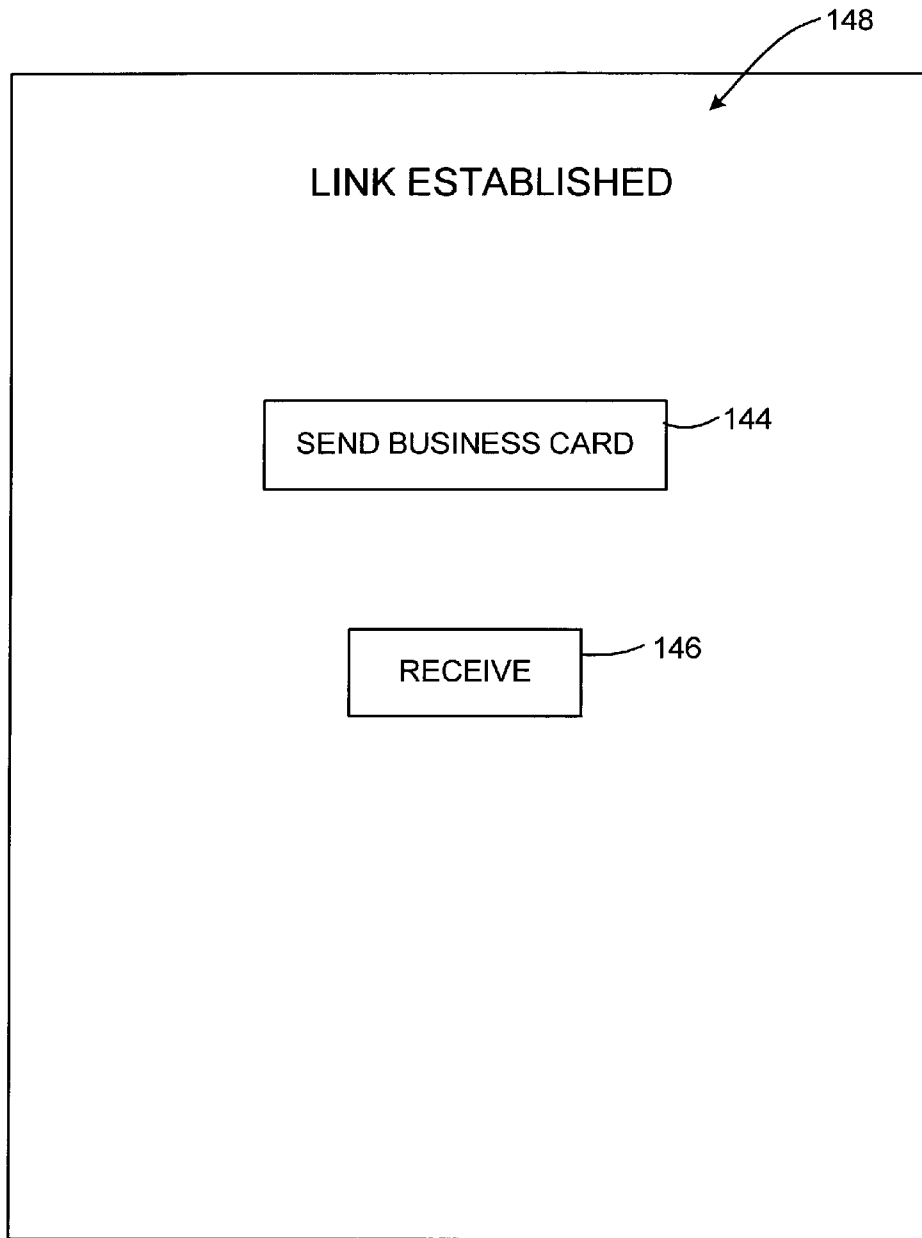 148
LINK ESTABLISHED
SEND BUSINESS CARD
144
RECEIVE
146